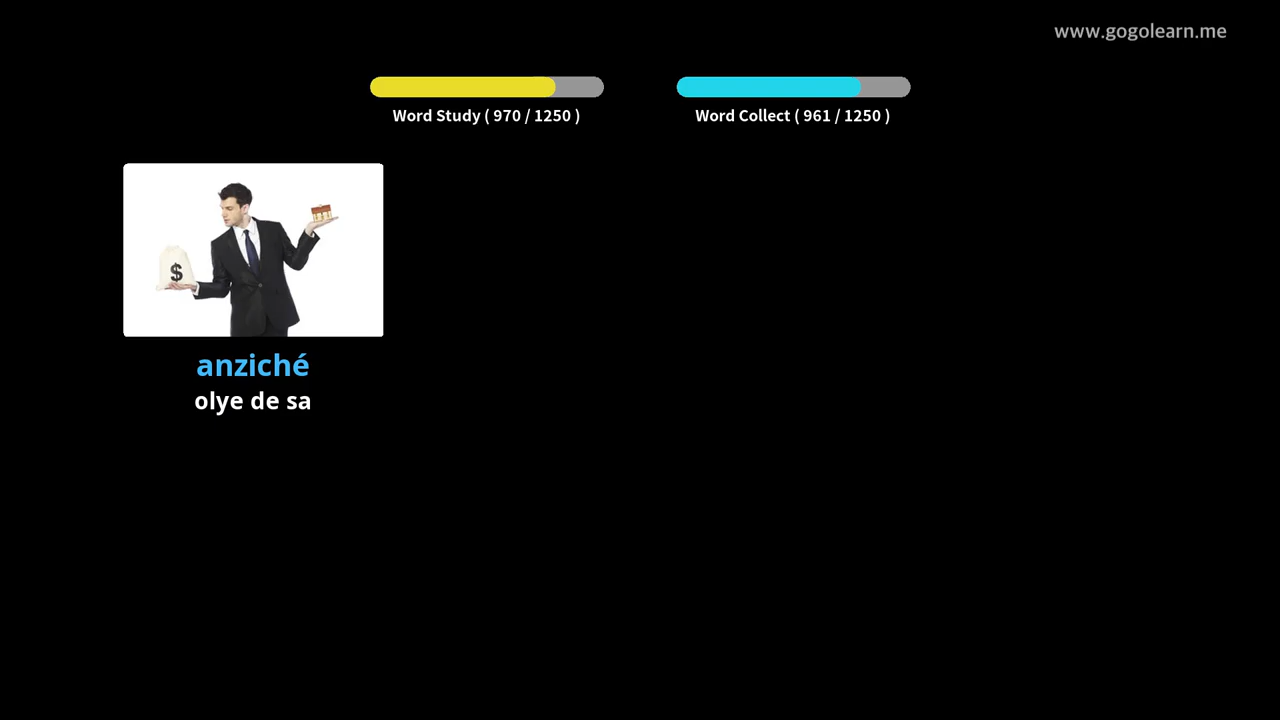 www.gogolearn.me
Word Study ( 970 / 1250 )
Word Collect ( 961 / 1250 )
$
anziché
olye de sa